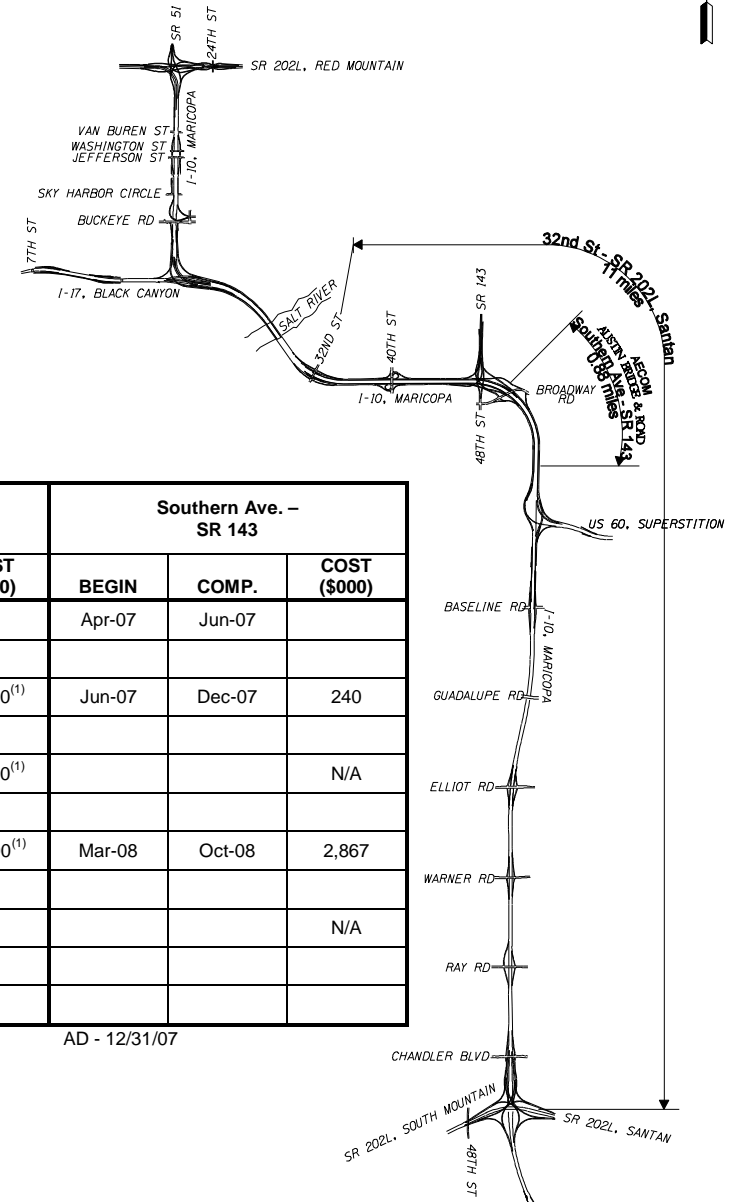 SR 51
24TH ST
SR 202L, RED MOUNTAIN
I-10, MARICOPA
VAN BUREN ST
WASHINGTON ST
JEFFERSON ST
SKY HARBOR CIRCLE
BUCKEYE RD
7TH ST
I-17, BLACK CANYON
SALT RIVER
32ND ST
40TH ST
SR 143
I-10, MARICOPA
48TH ST
BROADWAY
RD
32nd St - SR 202L, Santan
11 miles
AECOM
AUSTIN BRIDGE & ROAD
Southern Ave. - SR 143
0.88 miles
US 60, SUPERSTITION
BASELINE RD
I-10, MARICOPA
GUADALUPE RD
ELLIOT RD
WARNER RD
RAY RD
CHANDLER BLVD
SR 202L, SOUTH MOUNTAIN
SR 202L, SANTAN
48TH ST
Southern Ave. –
SR 143
ST BEGIN COMP. COST
0) ($000)
Apr-07 Jun-07
0(1) Jun-07 Dec-07 240
0(1) N/A
0(1) Mar-08 Oct-08 2,867
N/A
AD - 12/31/07